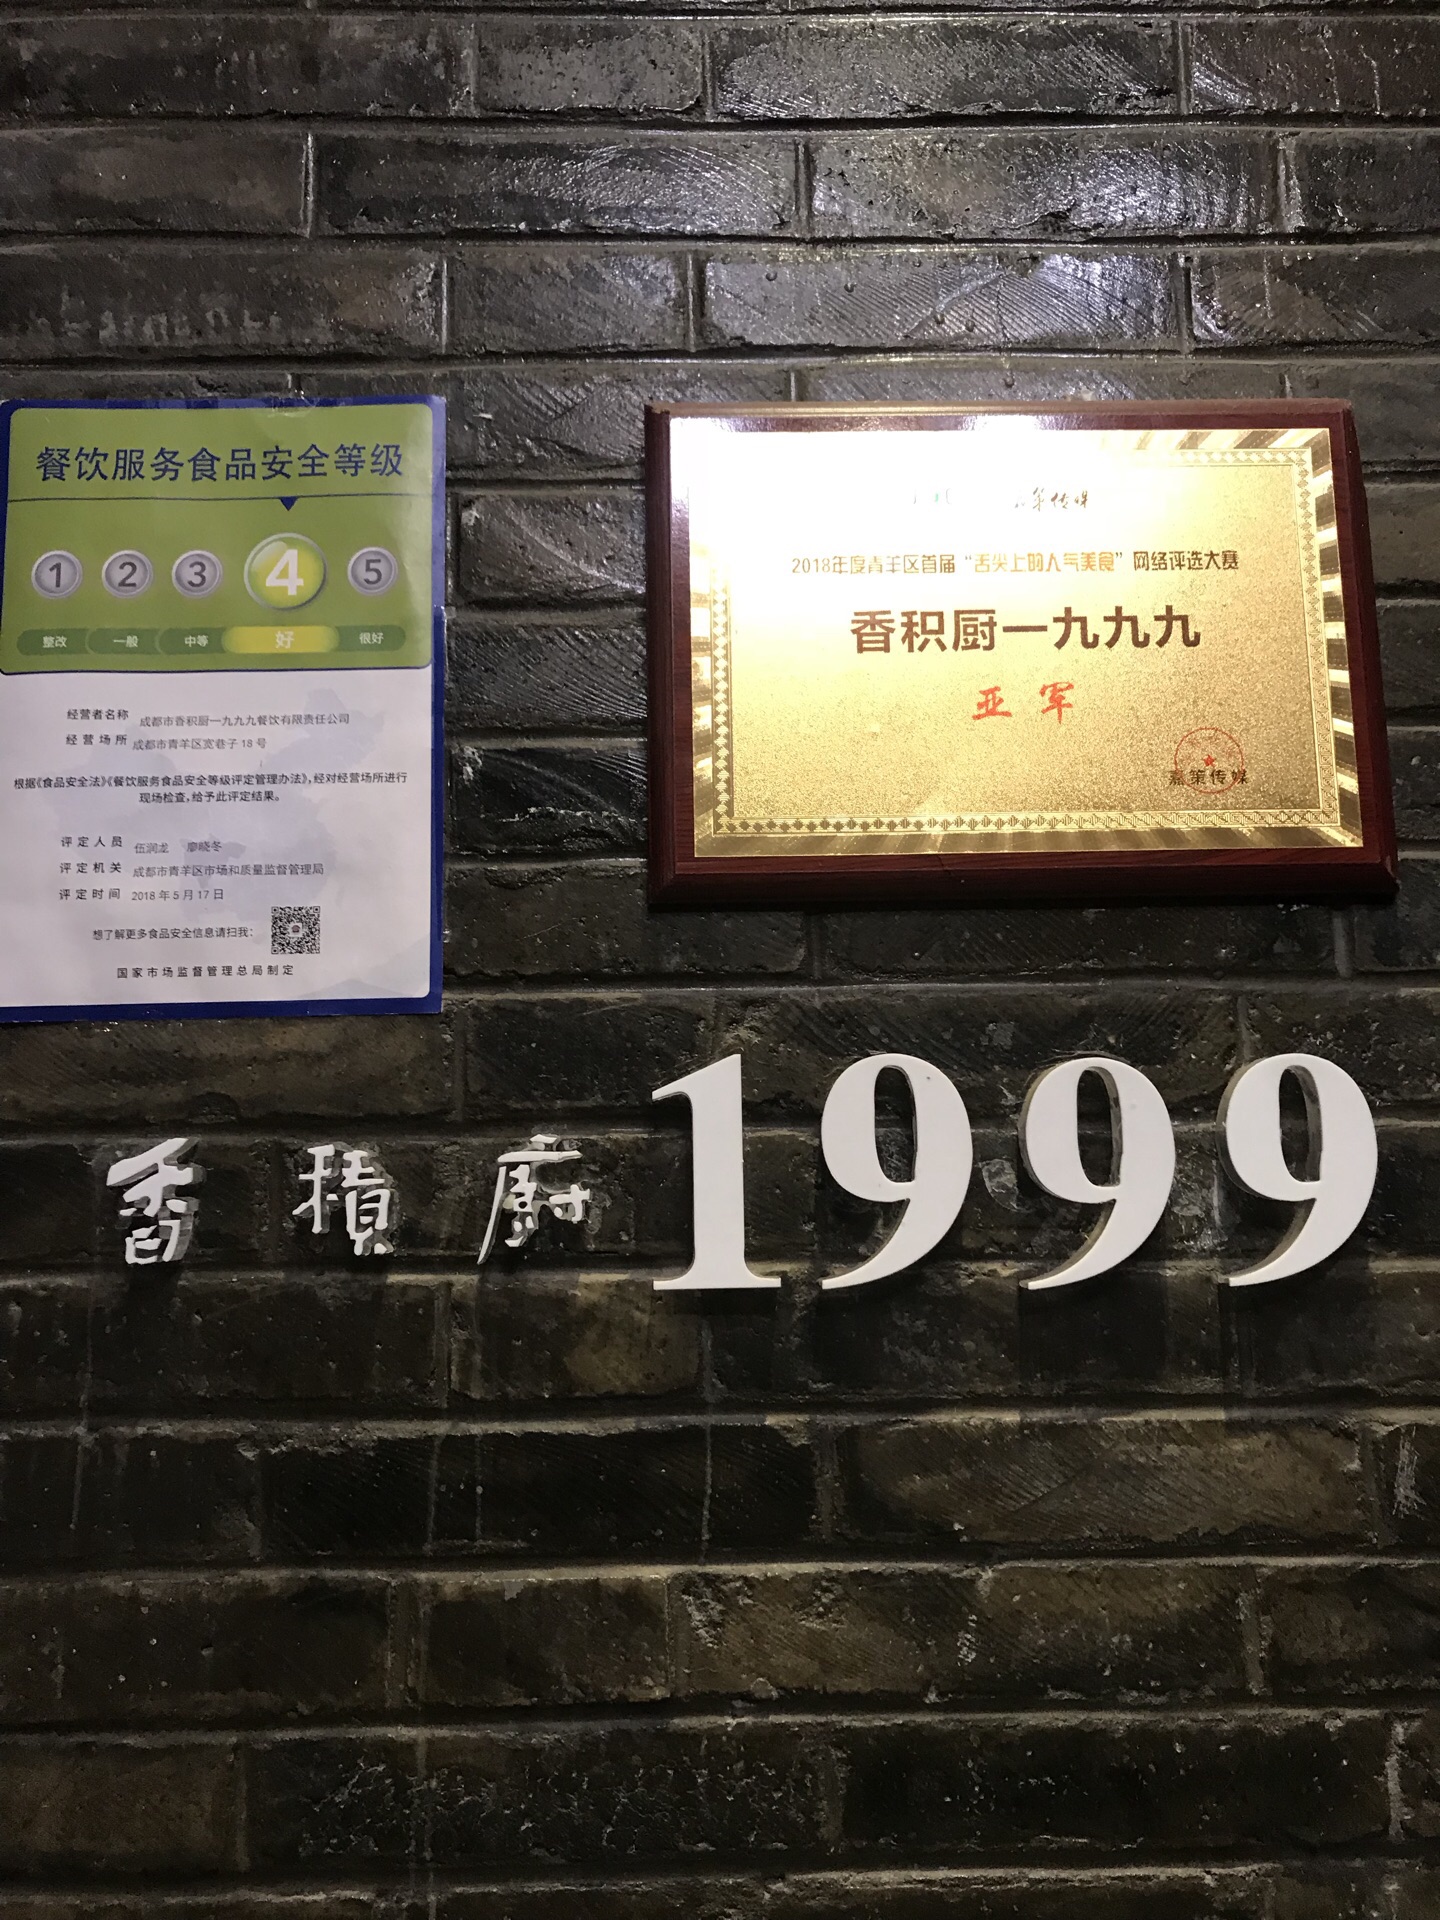 餐饮服务食品安全等级
1 2 3 4 5
整改 一般 中等 好 很好
经营者名称 成都市香积厨一九九九餐饮有限责任公司
经营场所 成都市青羊区宽巷子18号
根据《食品安全法》《餐饮服务食品安全等级评定管理办法》,经对经营场所进行
现场检查,给予此评定结果。
评定人员 伍润龙 廖晓冬
评定机关 成都市青羊区市场和质量监督管理局
评定时间 2018年5月17日
想了解更多食品安全信息请扫我:
国家市场监督管理总局制定
策传媒
2018年度青羊区首届“舌尖上的人气美食”网络评选大赛
香积厨一九九九
亚军
嘉策传媒
香積廚1999